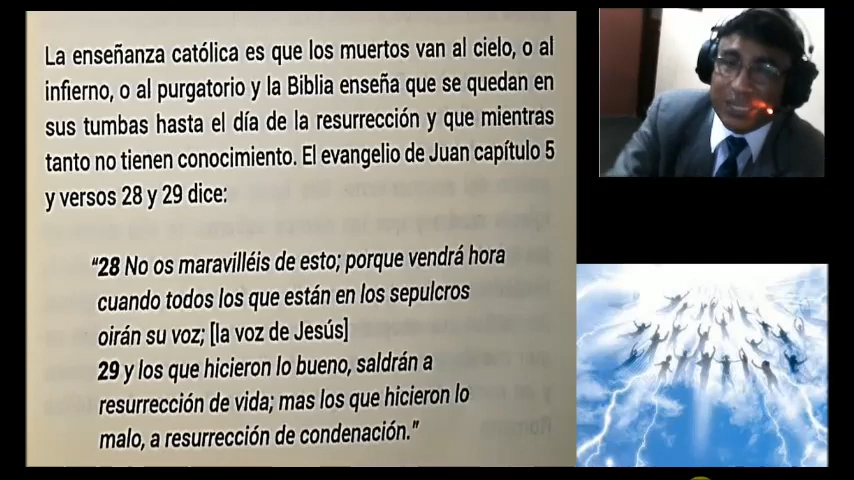 La enseñanza católica es que los muertos van al cielo, o al
infierno, o al purgatorio y la Biblia enseña que se quedan en
sus tumbas hasta el día de la resurrección y que mientras
tanto no tienen conocimiento. El evangelio de Juan capítulo 5
y versos 28 y 29 dice:
“28 No os maravilléis de esto; porque vendrá hora
cuando todos los que están en los sepulcros
oirán su voz; [la voz de Jesús]
29 y los que hicieron lo bueno, saldrán a
resurrección de vida; mas los que hicieron lo
malo, a resurrección de condenación.”